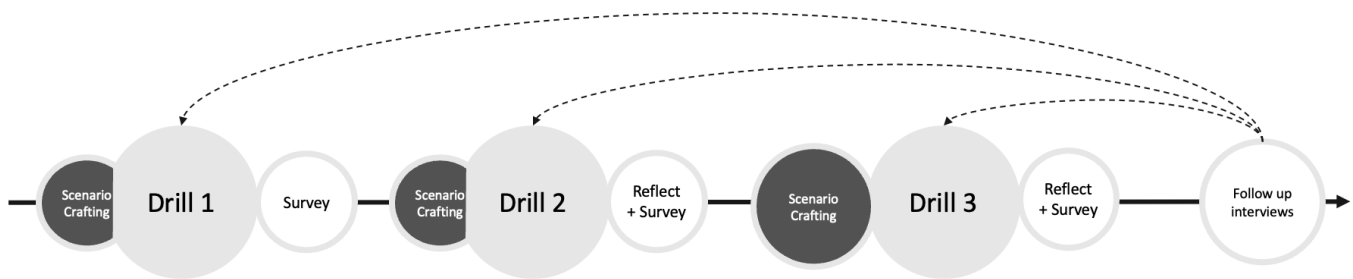 Scenario
Crafting
Drill 1
Survey
Scenario
Crafting
Drill 2
Reflect
+ Survey
Scenario
Crafting
Drill 3
Reflect
+ Survey
Follow up
interviews